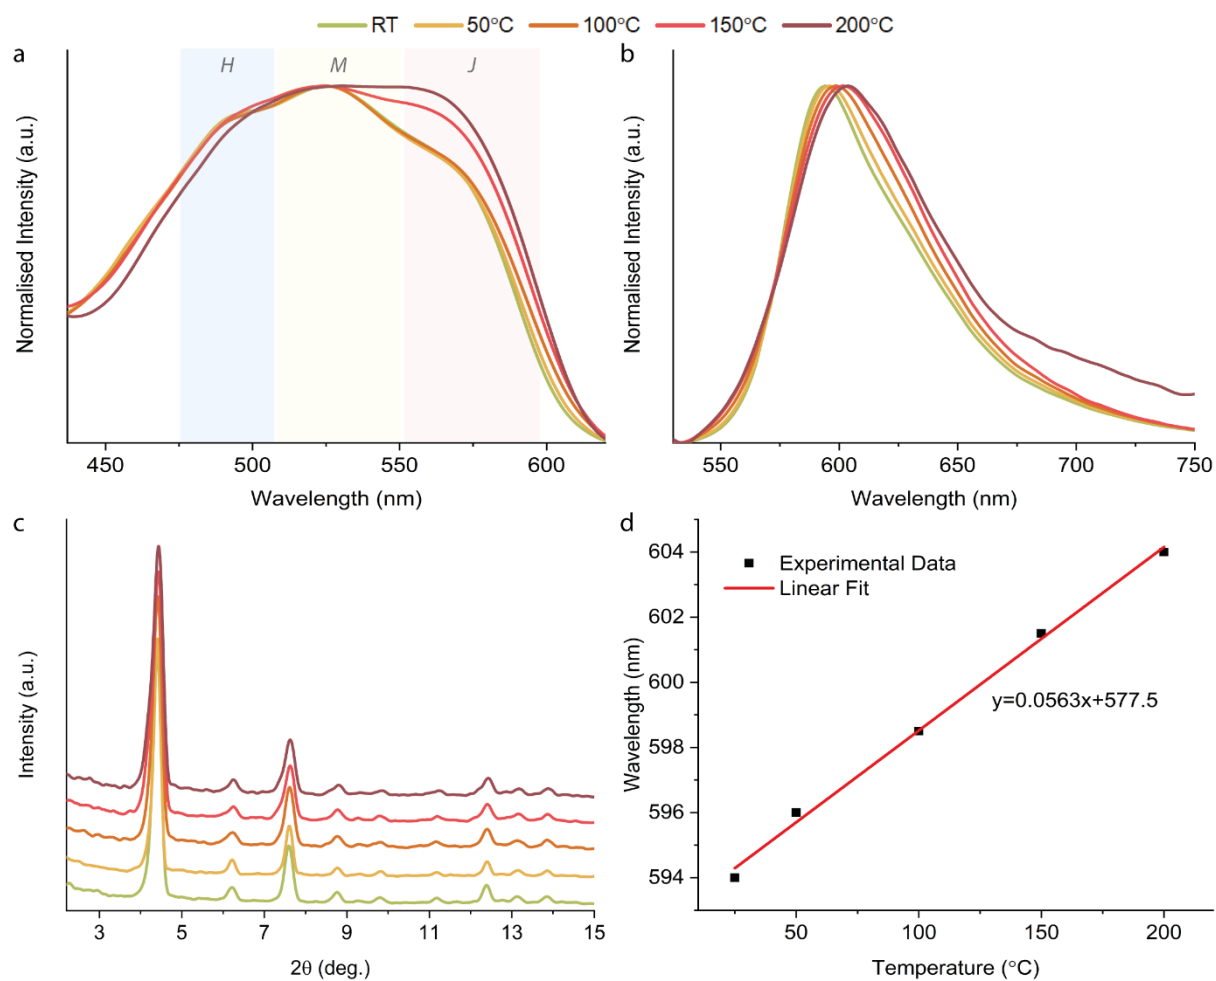 RT 50°C 100°C 150°C 200°C
a
H M J
Normalised Intensity (a.u.)
450 500 550 600
Wavelength (nm)
b
Normalised Intensity (a.u.)
550 600 650 700 750
Wavelength (nm)
c
Intensity (a.u.)
3 5 7 9 11 13 15
2θ (deg.)
d
Experimental Data
Linear Fit
y=0.0563x+577.5
Wavelength (nm)
604
602
600
598
596
594
50 100 150 200
Temperature (°C)